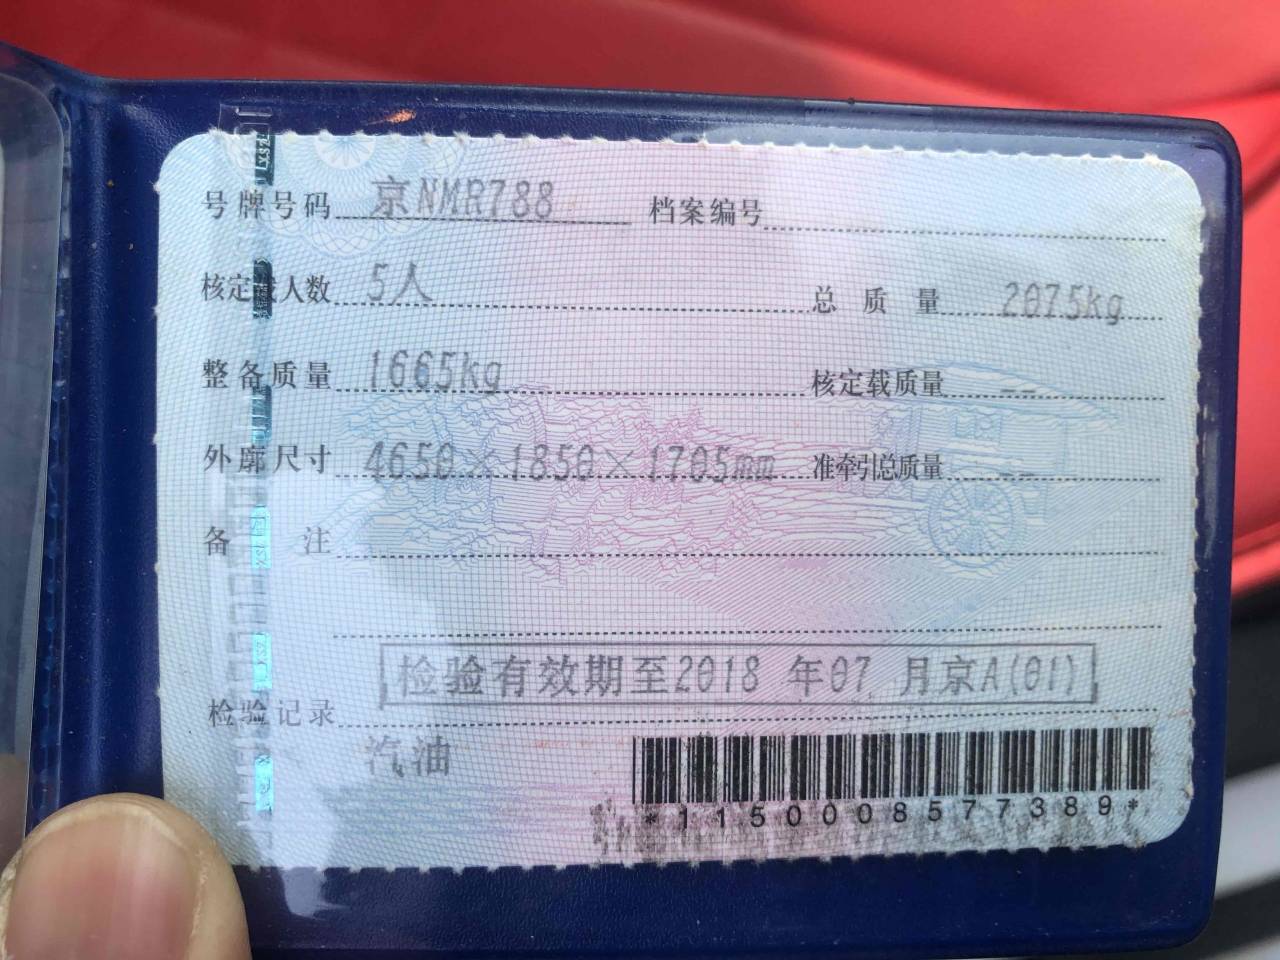 号牌号码 京NMR788 档案编号
核定载人数 5人 总质量 2075kg
整备质量 1665kg 核定载质量 --
外廓尺寸 4650×1850×1705mm 准牵引总质量 --
备注
检验有效期至2018年07月京A(01)
检验记录
汽油
*1150008577389*